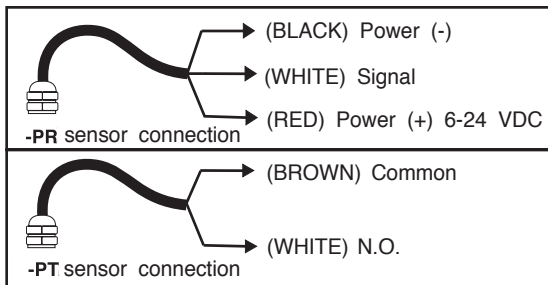 (BLACK) Power (-)
(WHITE) Signal
(RED) Power (+) 6-24 VDC
-PR sensor connection
(BROWN) Common
(WHITE) N.O.
-PT sensor connection